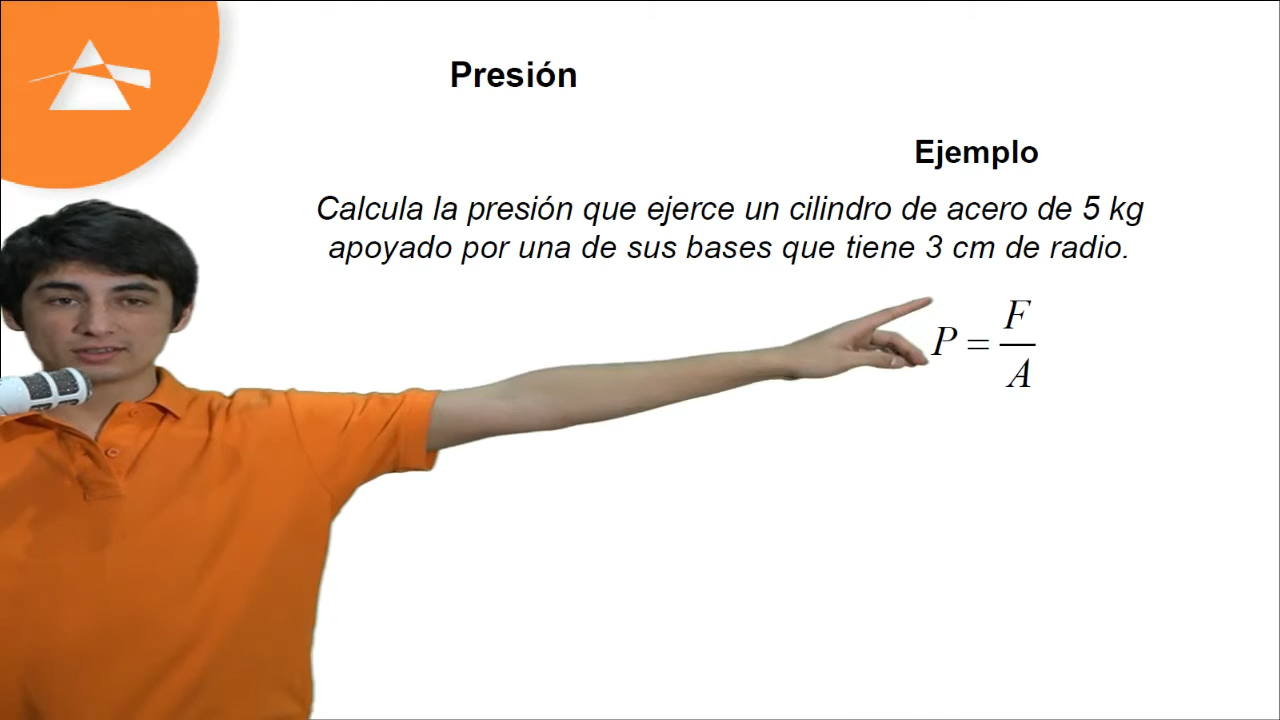 Presión
Ejemplo
Calcula la presión que ejerce un cilindro de acero de 5 kg
apoyado por una de sus bases que tiene 3 cm de radio.
P = F
A